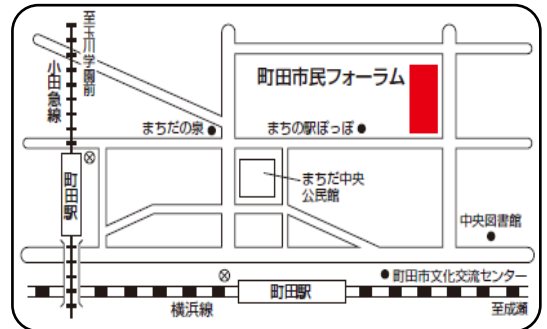 至玉川学園前
小田急線
町田市民フォーラム
まちだの泉
まちの駅ぽっぽ
町田駅
まちだ中央
公民館
中央図書館
町田市文化交流センター
町田駅
横浜線
至成瀬